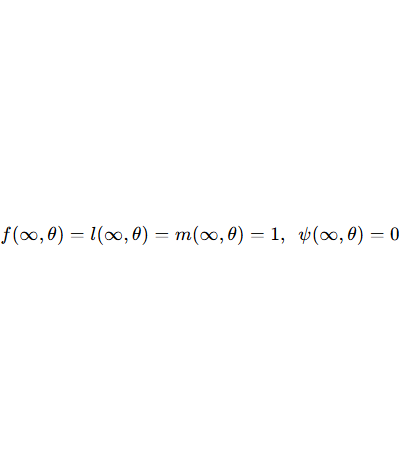 f(∞, θ) = l(∞, θ) = m(∞, θ) = 1, ψ(∞, θ) = 0